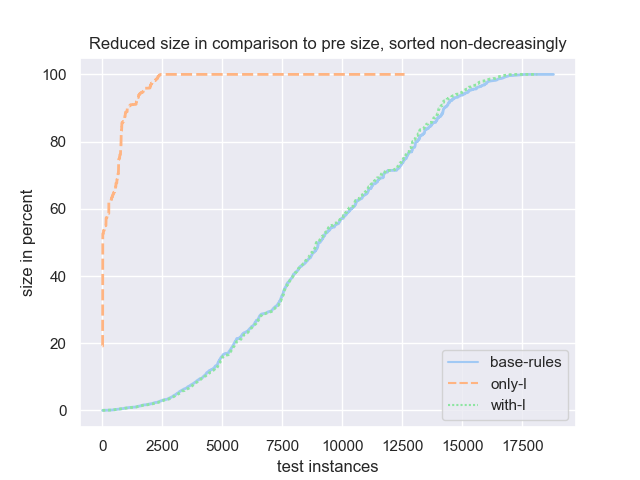 Reduced size in comparison to pre size, sorted non-decreasingly
100
80
60
40
20
0
size in percent
0 2500 5000 7500 10000 12500 15000 17500
test instances
base-rules
only-I
with-I